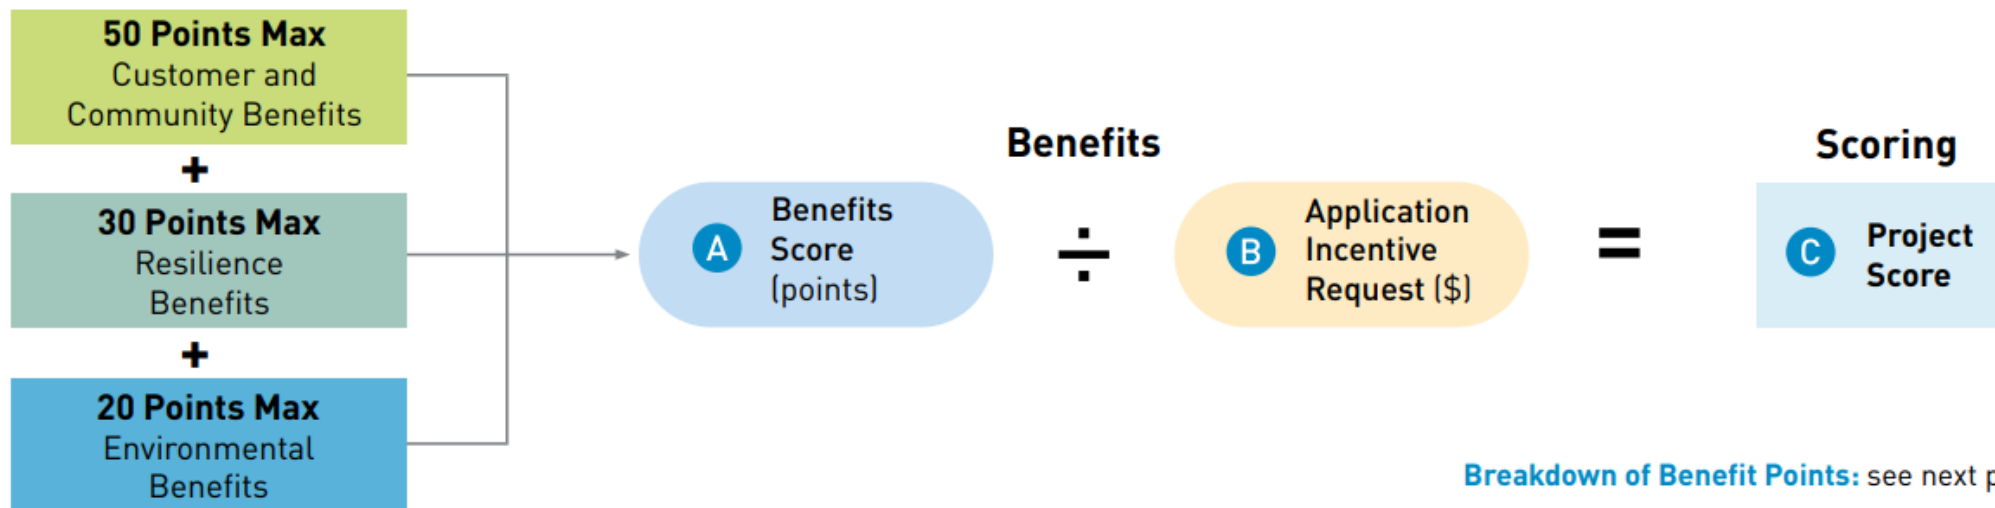 50 Points Max
Customer and
Community Benefits
+
30 Points Max
Resilience
Benefits
+
20 Points Max
Environmental
Benefits
Benefits
A
Benefits
Score
(points)
÷
B
Application
Incentive
Request ($)
=
Scoring
C
Project
Score
Breakdown of Benefit Points: see next p